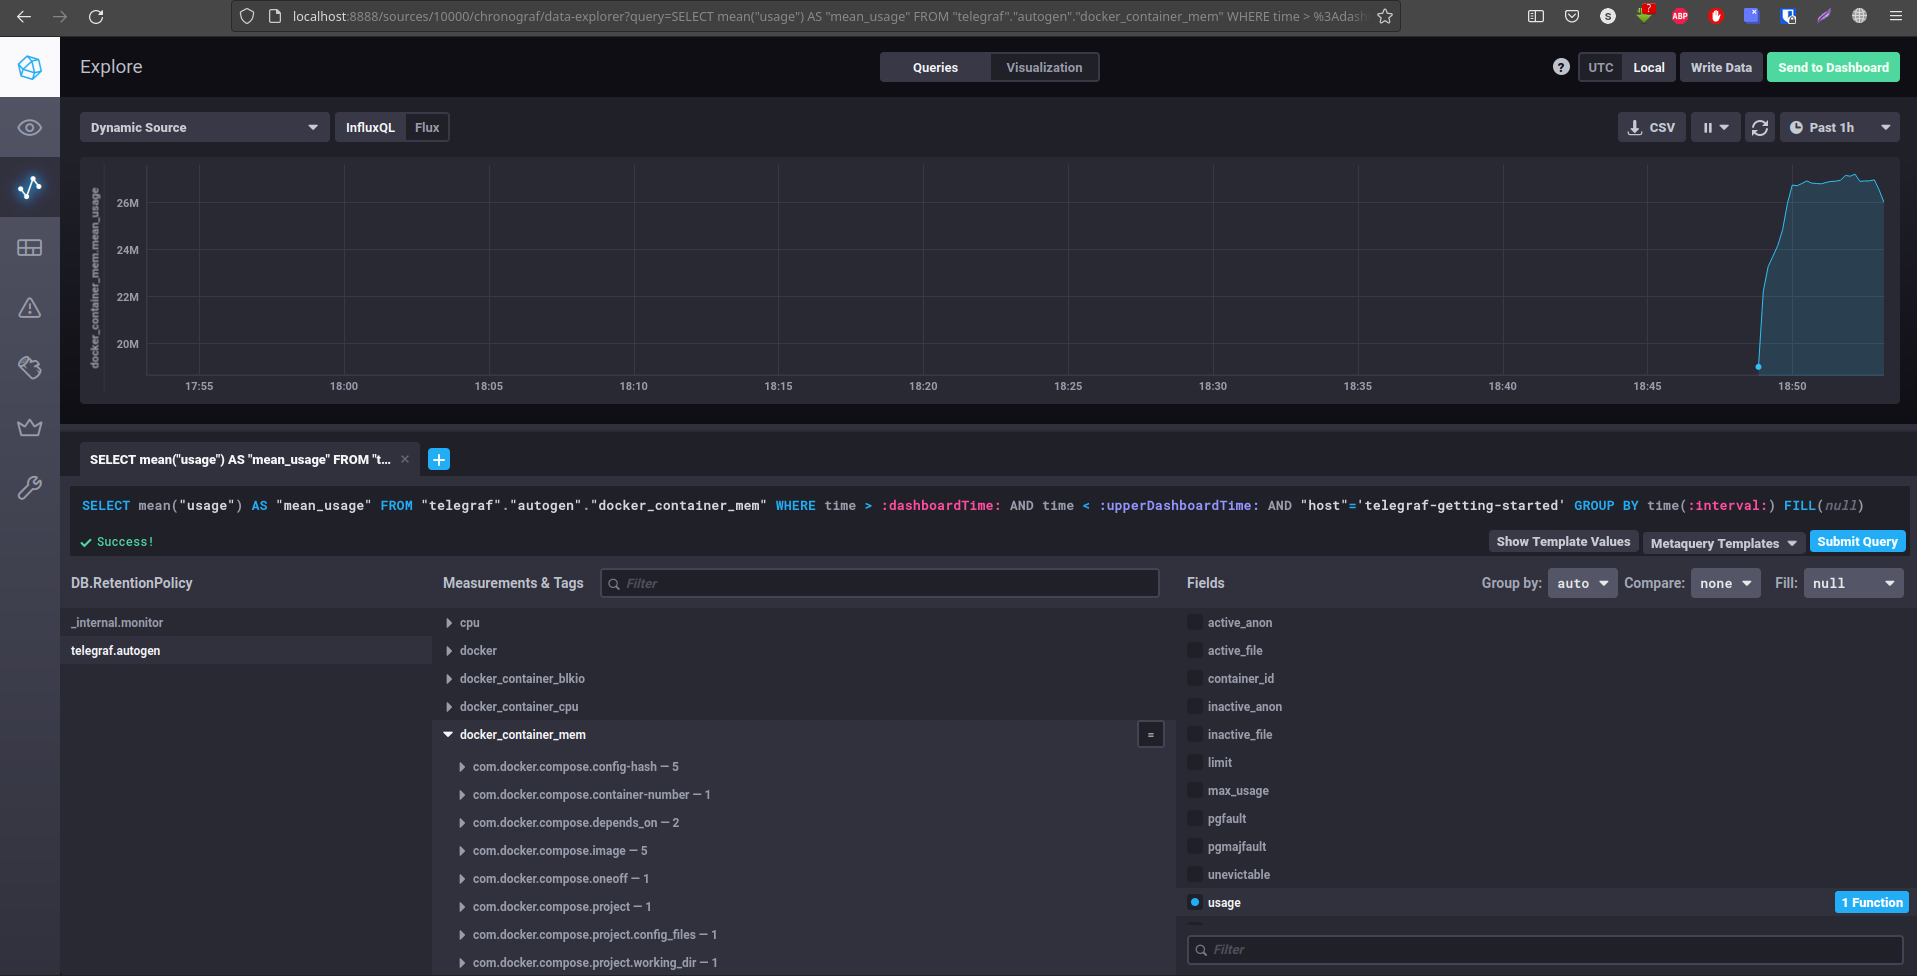 localhost:8888/sources/10000/chronograf/data-explorer?query=SELECT mean("usage") AS "mean_usage" FROM "telegraf"."autogen"."docker_container_mem" WHERE time > %3Adash
?
S
ABP
Explore
Queries
Visualization
?
UTC
Local
Write Data
Send to Dashboard
Dynamic Source
InfluxQL
Flux
CSV
Past 1h
docker_container_mem.mean_usage
26M
24M
22M
20M
17:55
18:00
18:05
18:10
18:15
18:20
18:25
18:30
18:35
18:40
18:45
18:50
SELECT mean("usage") AS "mean_usage" FROM "t... ×
+
SELECT mean("usage") AS "mean_usage" FROM "telegraf"."autogen"."docker_container_mem" WHERE time > :dashboardTime: AND time < :upperDashboardTime: AND "host"='telegraf-getting-started' GROUP BY time(:interval:) FILL(null)
Success!
Show Template Values
Metaquery Templates
Submit Query
DB.RetentionPolicy
_internal.monitor
telegraf.autogen
Measurements & Tags
Filter
cpu
docker
docker_container_blkio
docker_container_cpu
docker_container_mem
=
com.docker.compose.config-hash — 5
com.docker.compose.container-number — 1
com.docker.compose.depends_on — 2
com.docker.compose.image — 5
com.docker.compose.oneoff — 1
com.docker.compose.project — 1
com.docker.compose.project.config_files — 1
com.docker.compose.project.working_dir — 1
Fields
Group by: auto
Compare: none
Fill: null
active_anon
active_file
container_id
inactive_anon
inactive_file
limit
max_usage
pgfault
pgmajfault
unevictable
usage
1 Function
Filter